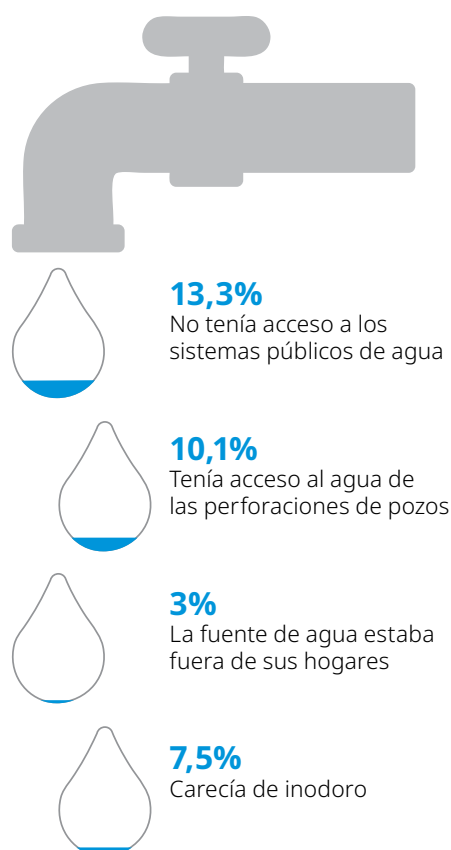 13,3%
No tenía acceso a los
sistemas públicos de agua
10,1%
Tenía acceso al agua de
las perforaciones de pozos
3%
La fuente de agua estaba
fuera de sus hogares
7,5%
Carecía de inodoro